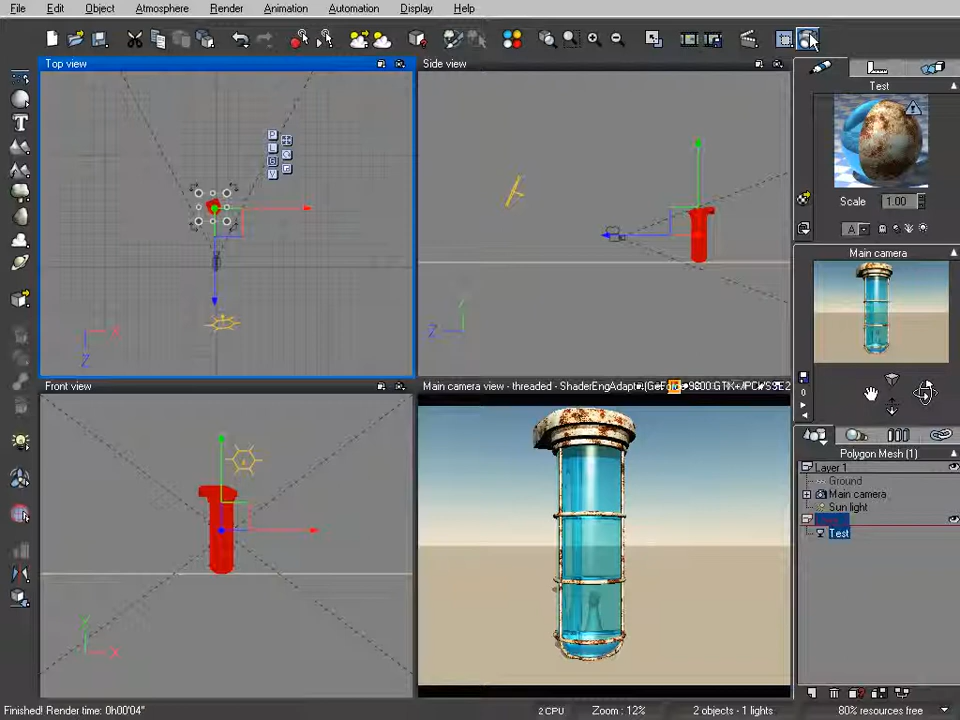 File Edit Object Atmosphere Render Animation Automation Display Help
Top view
Side view
Test
Scale 1.00
Main camera
Front view
Main camera view - threaded - ShaderEngAdapt
Polygon Mesh (1)
Layer 1
Ground
Main camera
Sun light
Test
Finished! Render time: 0h00'04"
2 CPU
Zoom : 12%
2 objects - 1 lights
80% resources free